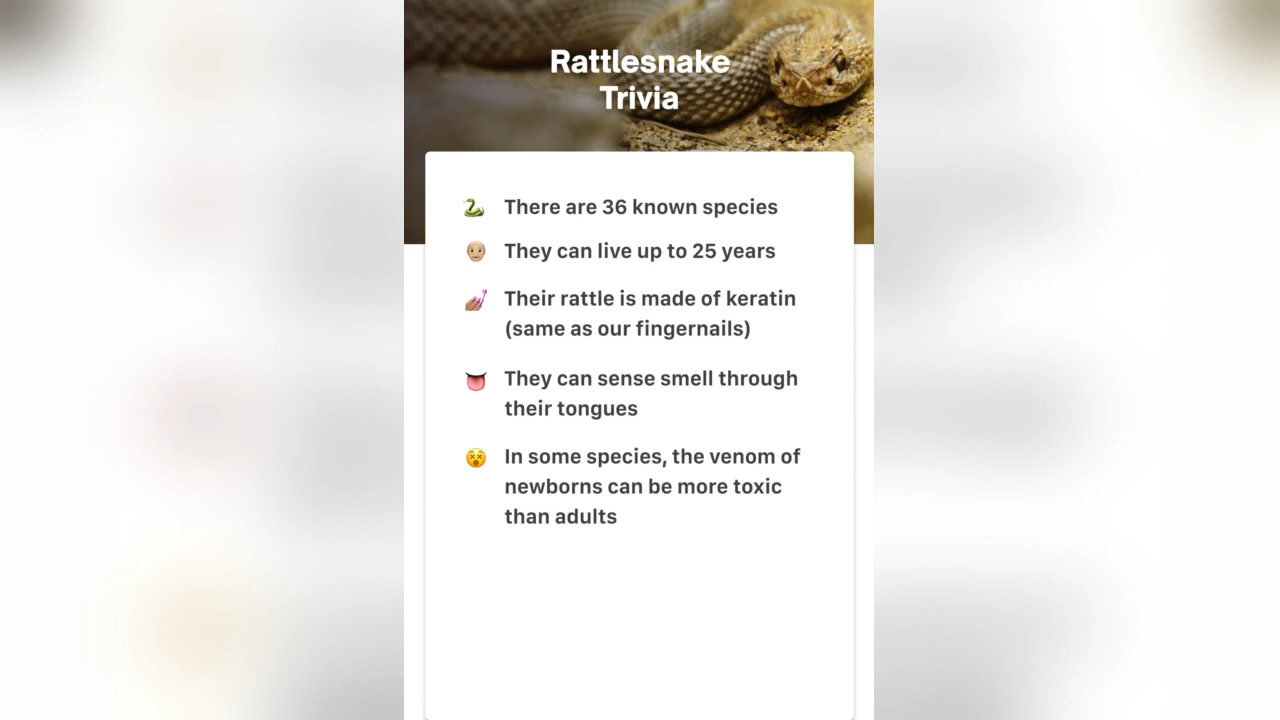 Rattlesnake
Trivia
There are 36 known species
They can live up to 25 years
Their rattle is made of keratin
(same as our fingernails)
They can sense smell through
their tongues
In some species, the venom of
newborns can be more toxic
than adults